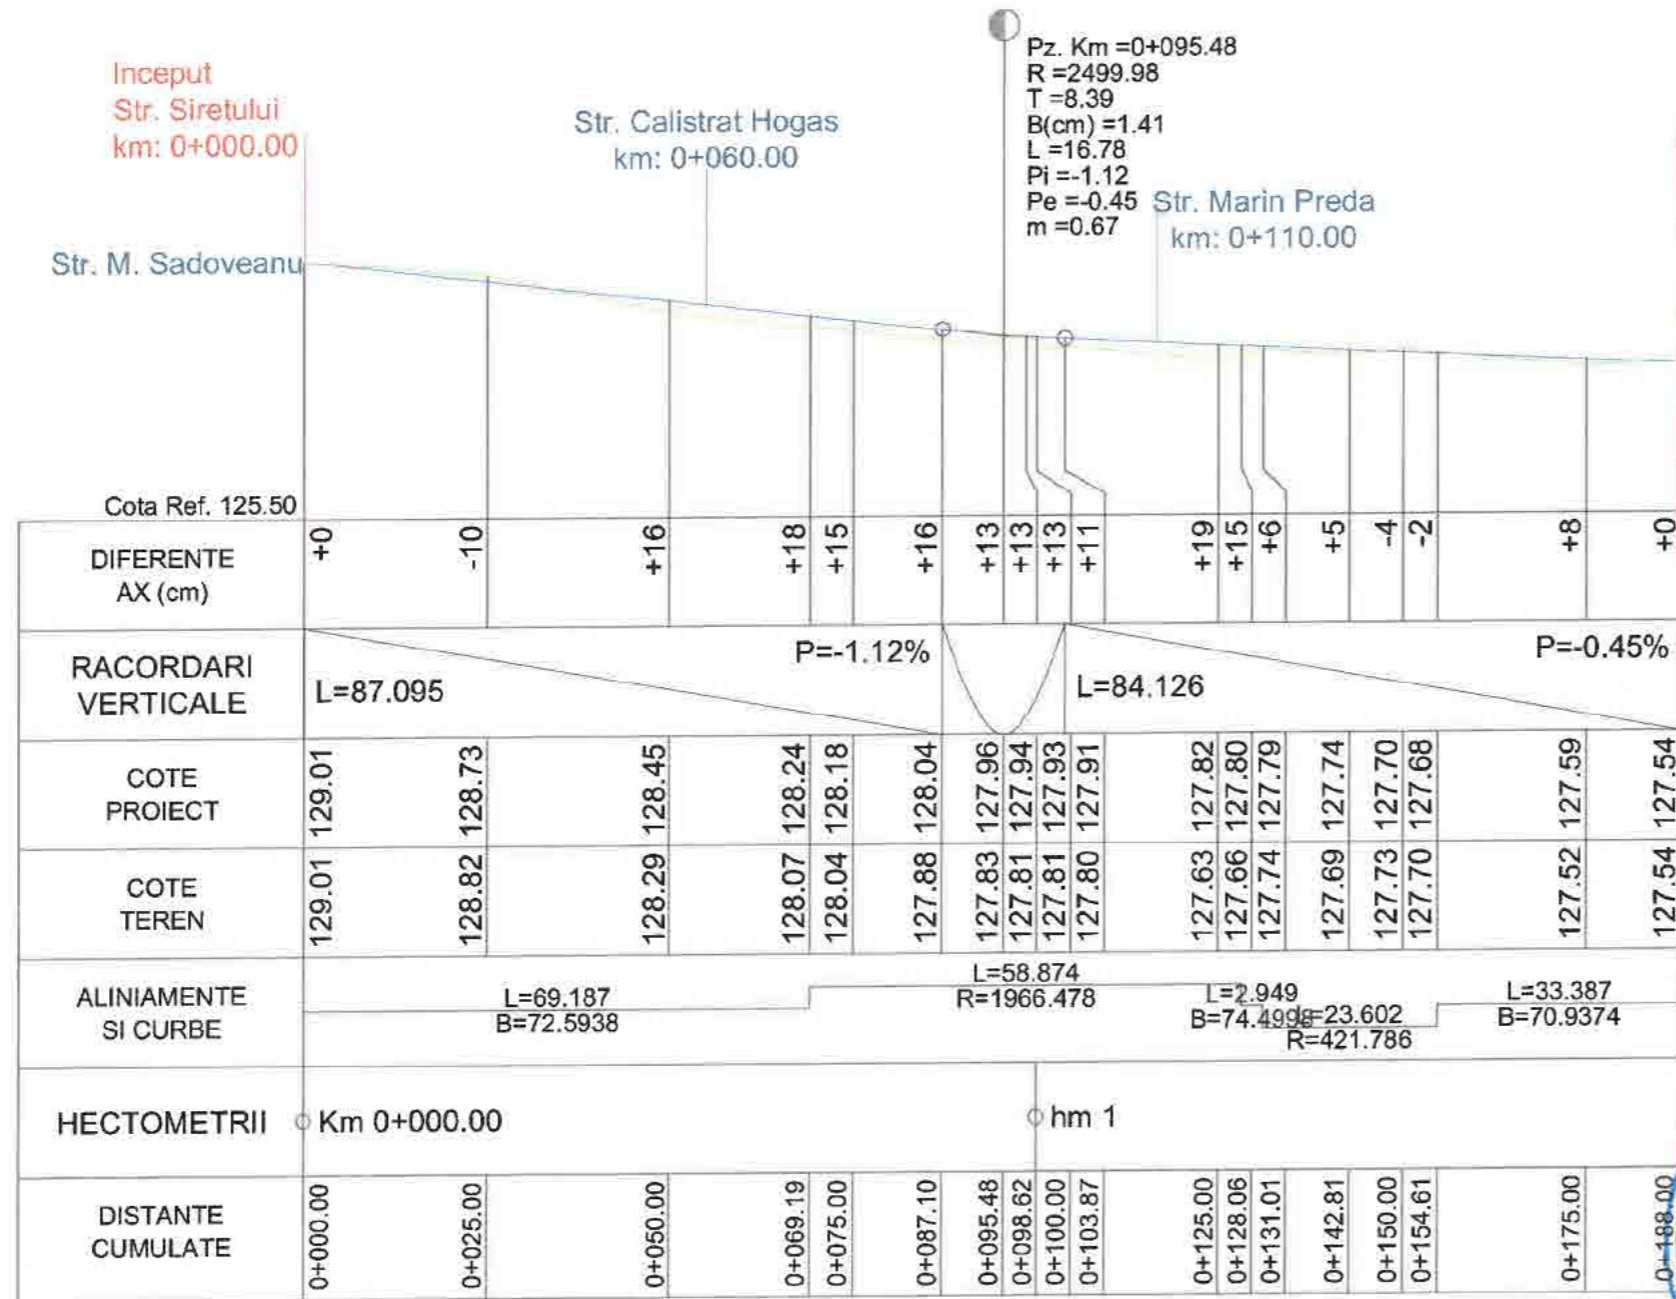 Inceput
Str. Siretului
km: 0+000.00
Str. Calistrat Hogas
km: 0+060.00
Pz. Km =0+095.48
R =2499.98
T =8.39
B(cm) =1.41
L =16.78
Pi =-1.12
Pe =-0.45
m =0.67
Str. Marin Preda
km: 0+110.00
Str. M. Sadoveanu
Cota Ref. 125.50
DIFERENTE
AX (cm)
+0 -10 +16 +18 +15 +16 +13 +13 +13 +11 +19 +15 +6 +5 -4 -2 +8 +0
RACORDARI
VERTICALE
L=87.095
P=-1.12%
L=84.126
P=-0.45%
COTE
PROIECT
129.01 128.73 128.45 128.24 128.18 128.04 127.96 127.94 127.93 127.91 127.82 127.80 127.79 127.74 127.70 127.68 127.59 127.54
COTE
TEREN
129.01 128.82 128.29 128.07 128.04 127.88 127.83 127.81 127.81 127.80 127.63 127.66 127.74 127.69 127.73 127.70 127.52 127.54
ALINIAMENTE
SI CURBE
L=69.187
B=72.5938
L=58.874
R=1966.478
L=2.949
B=74.4998
L=23.602
R=421.786
L=33.387
B=70.9374
HECTOMETRII
Km 0+000.00
hm 1
DISTANTE
CUMULATE
0+000.00 0+025.00 0+050.00 0+069.19 0+075.00 0+087.10 0+095.48 0+098.62 0+100.00 0+103.87 0+125.00 0+128.06 0+131.01 0+142.81 0+150.00 0+154.61 0+175.00 0+188.00